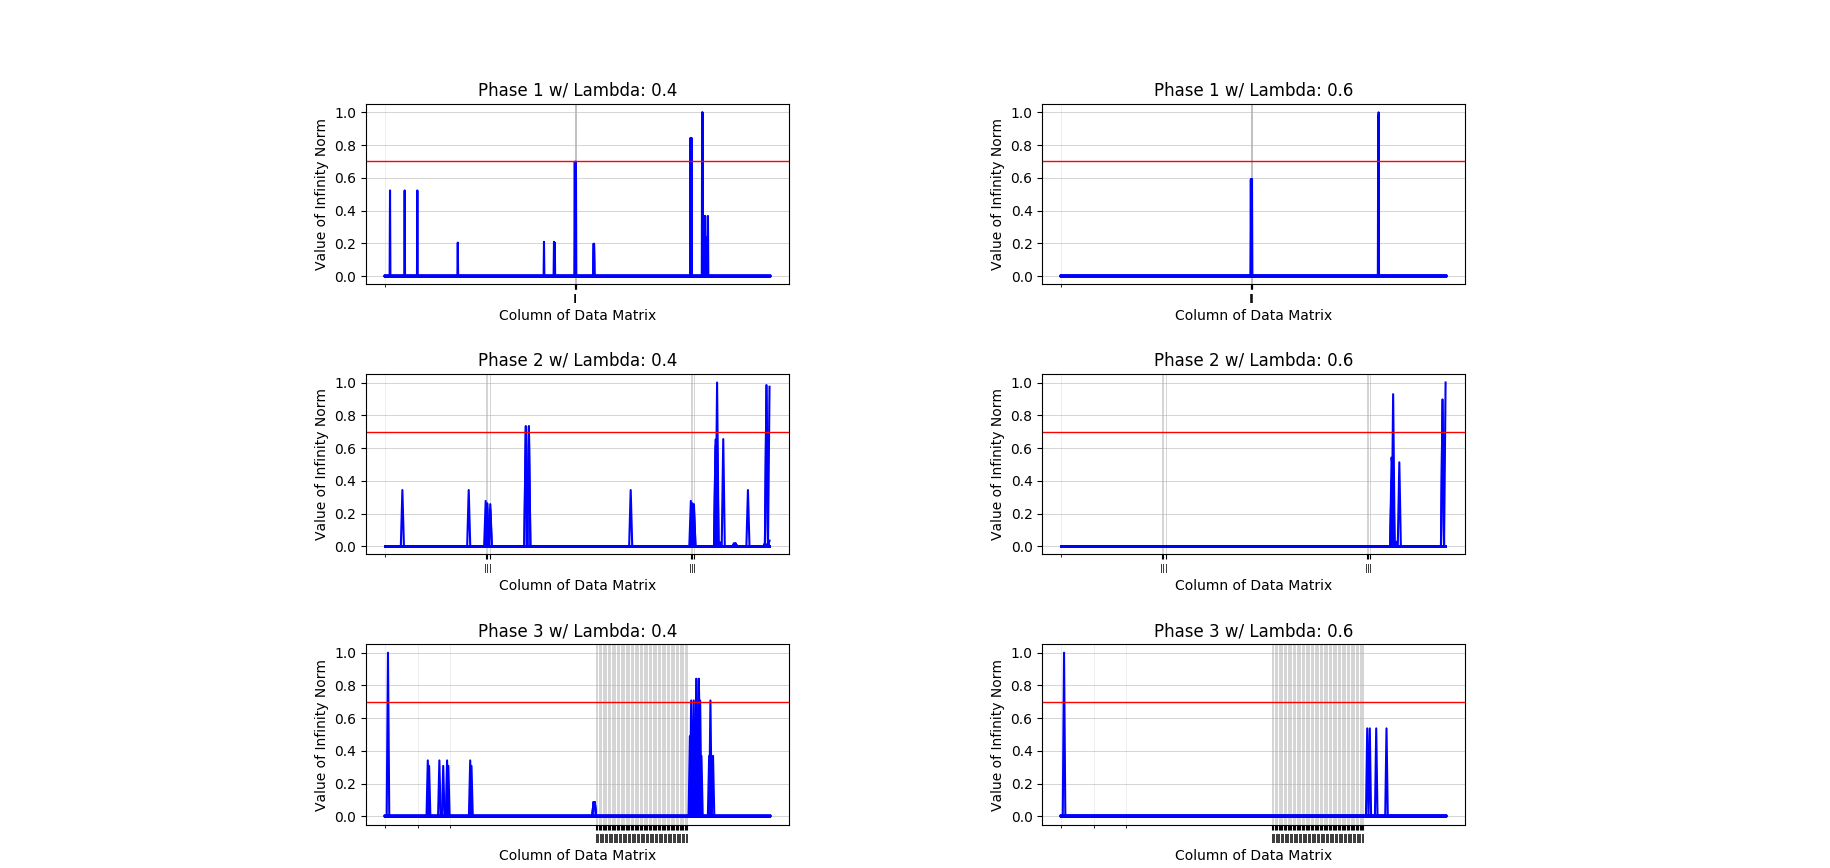 Phase 1 w/ Lambda: 0.4
Value of Infinity Norm
1.0
0.8
0.6
0.4
0.2
0.0
Column of Data Matrix
Phase 1 w/ Lambda: 0.6
Value of Infinity Norm
1.0
0.8
0.6
0.4
0.2
0.0
Column of Data Matrix
Phase 2 w/ Lambda: 0.4
Value of Infinity Norm
1.0
0.8
0.6
0.4
0.2
0.0
Column of Data Matrix
Phase 2 w/ Lambda: 0.6
Value of Infinity Norm
1.0
0.8
0.6
0.4
0.2
0.0
Column of Data Matrix
Phase 3 w/ Lambda: 0.4
Value of Infinity Norm
1.0
0.8
0.6
0.4
0.2
0.0
Column of Data Matrix
Phase 3 w/ Lambda: 0.6
Value of Infinity Norm
1.0
0.8
0.6
0.4
0.2
0.0
Column of Data Matrix